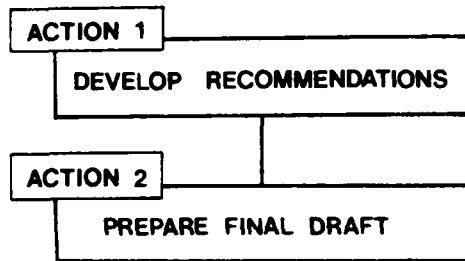 ACTION 1
DEVELOP RECOMMENDATIONS
ACTION 2
PREPARE FINAL DRAFT